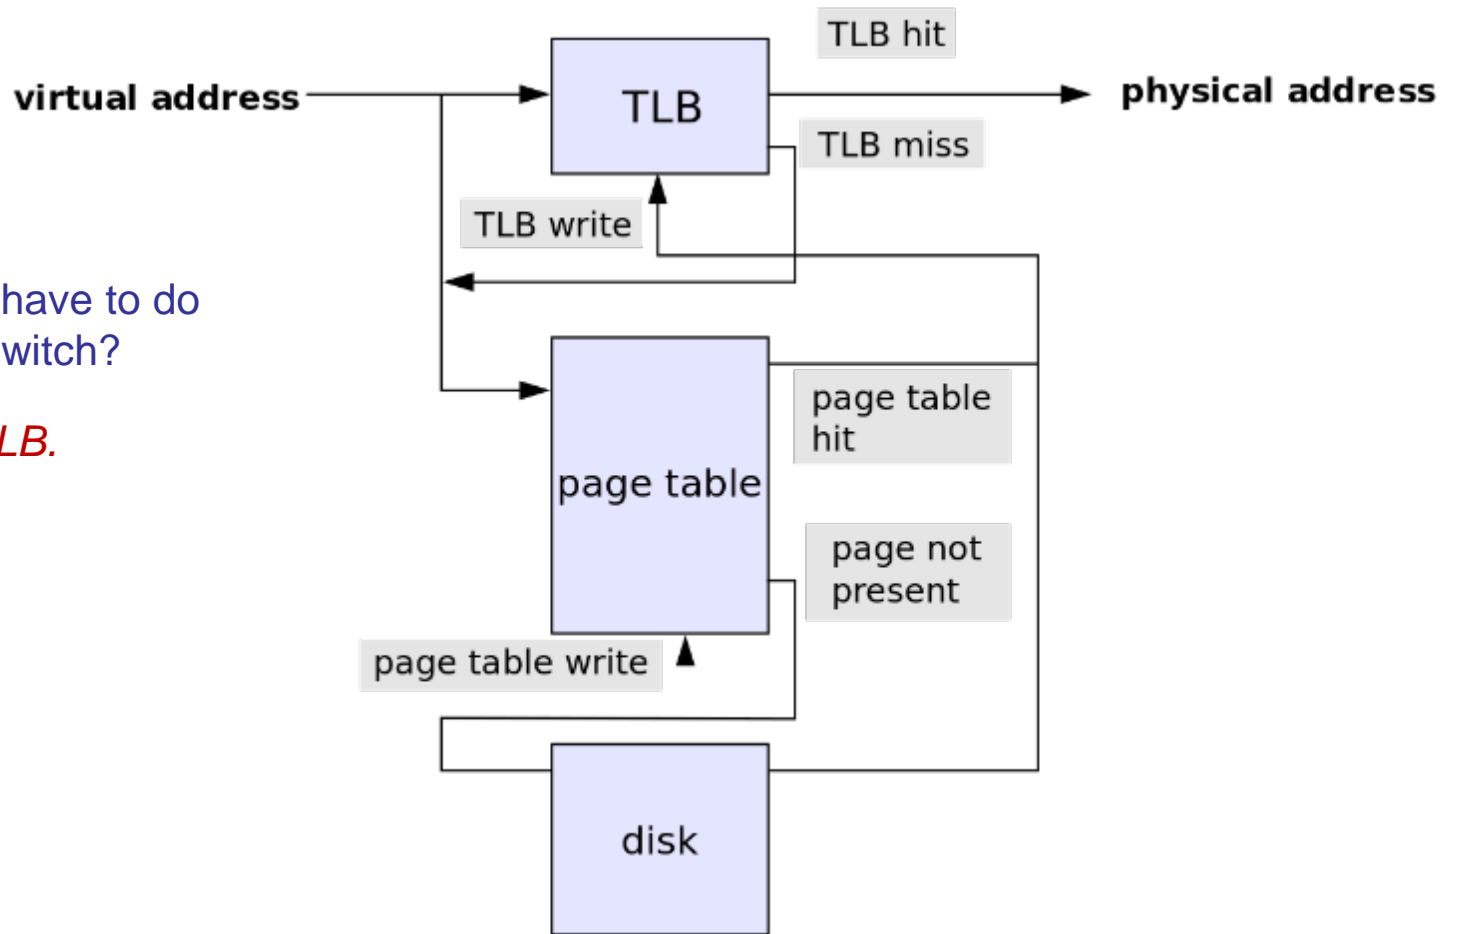 TLB hit
virtual address
TLB
physical address
TLB miss
TLB write
have to do
witch?
LB.
page table
hit
page table
page not
present
page table write
disk